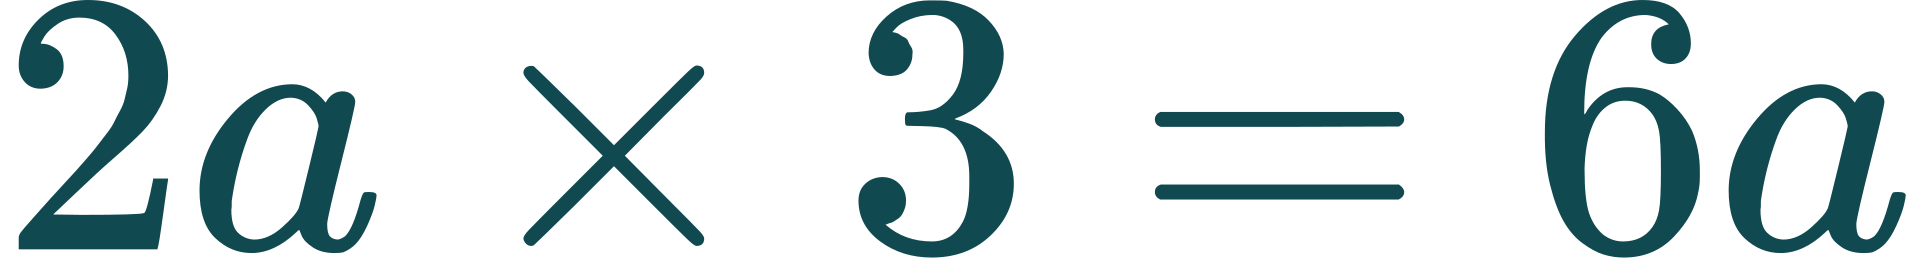 2a × 3 = 6a